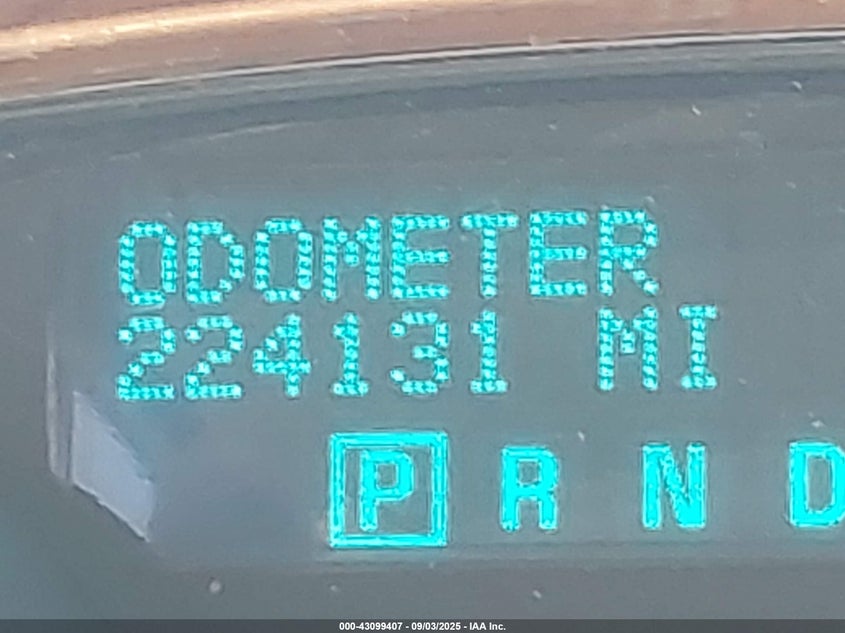 ODOMETER
224131 MI
P R N D
000-43099407 - 09/03/2025 - IAA Inc.